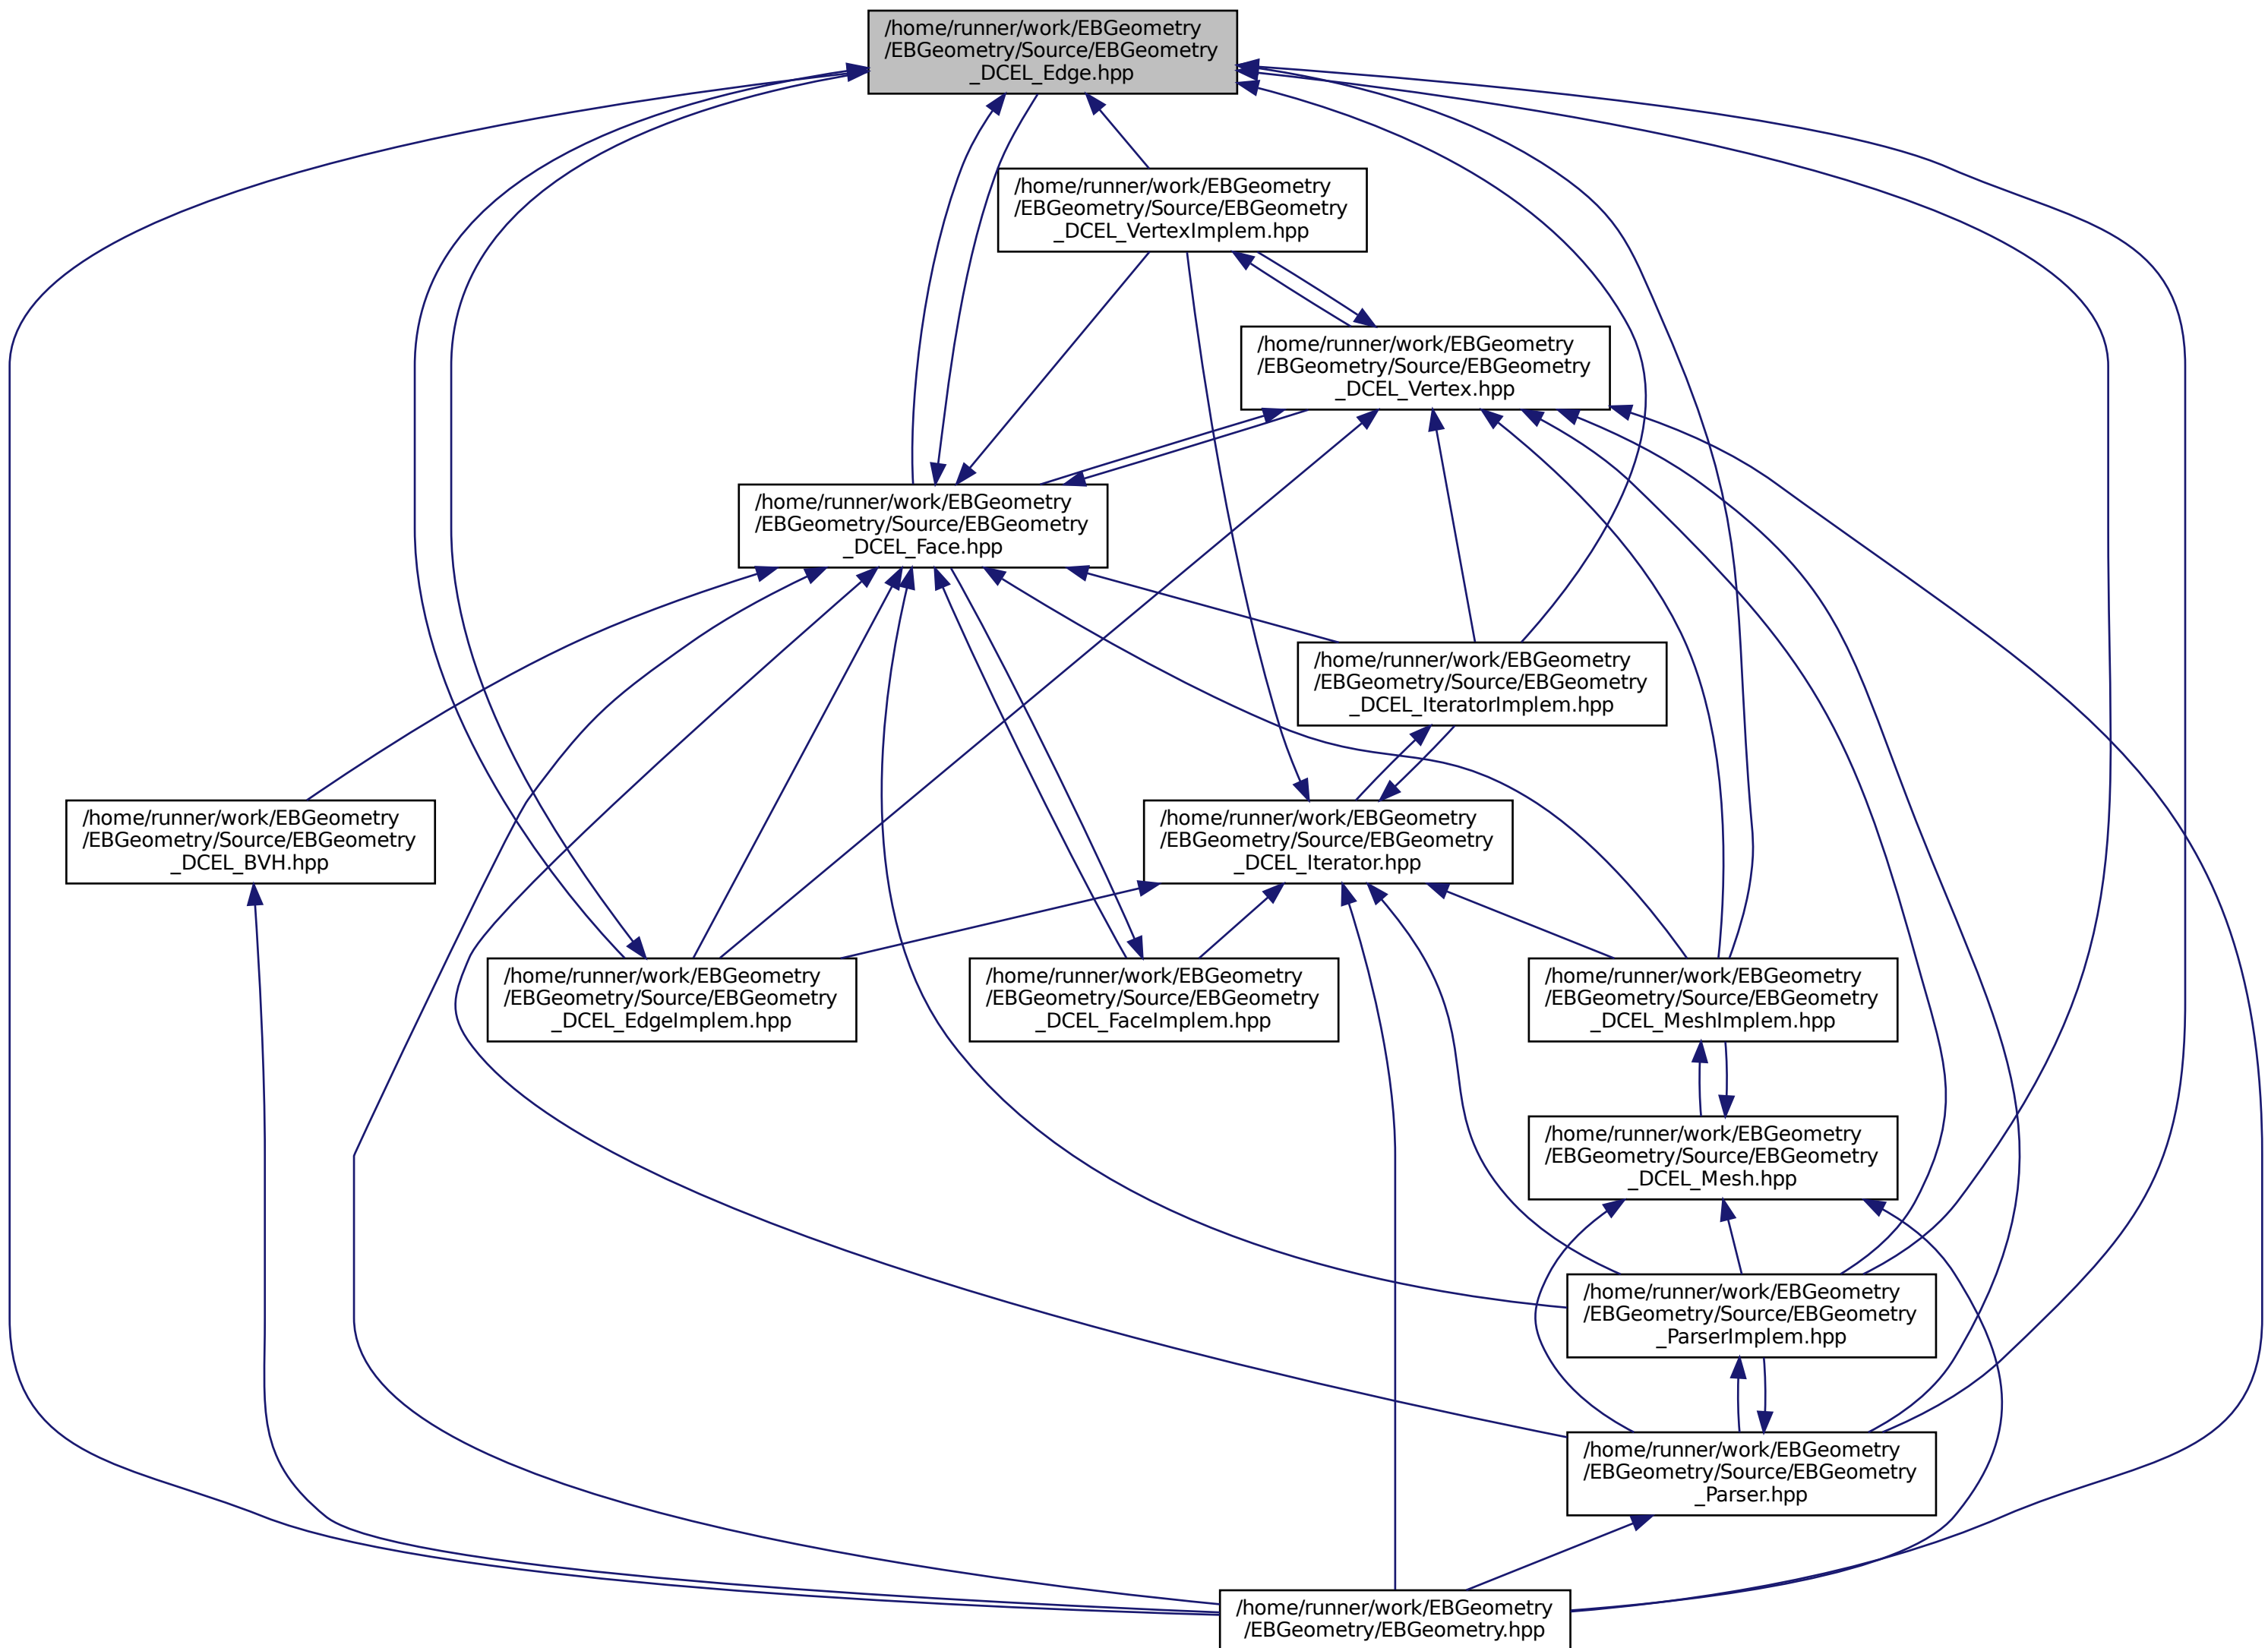 /home/runner/work/EBGeometry
/EBGeometry/Source/EBGeometry
_DCEL_Edge.hpp
/home/runner/work/EBGeometry
/EBGeometry/Source/EBGeometry
_DCEL_VertexImplem.hpp
/home/runner/work/EBGeometry
/EBGeometry/Source/EBGeometry
_DCEL_Vertex.hpp
/home/runner/work/EBGeometry
/EBGeometry/Source/EBGeometry
_DCEL_Face.hpp
/home/runner/work/EBGeometry
/EBGeometry/Source/EBGeometry
_DCEL_IteratorImplem.hpp
/home/runner/work/EBGeometry
/EBGeometry/Source/EBGeometry
_DCEL_BVH.hpp
/home/runner/work/EBGeometry
/EBGeometry/Source/EBGeometry
_DCEL_Iterator.hpp
/home/runner/work/EBGeometry
/EBGeometry/Source/EBGeometry
_DCEL_EdgeImplem.hpp
/home/runner/work/EBGeometry
/EBGeometry/Source/EBGeometry
_DCEL_FaceImplem.hpp
/home/runner/work/EBGeometry
/EBGeometry/Source/EBGeometry
_DCEL_MeshImplem.hpp
/home/runner/work/EBGeometry
/EBGeometry/Source/EBGeometry
_DCEL_Mesh.hpp
/home/runner/work/EBGeometry
/EBGeometry/Source/EBGeometry
_ParserImplem.hpp
/home/runner/work/EBGeometry
/EBGeometry/Source/EBGeometry
_Parser.hpp
/home/runner/work/EBGeometry
/EBGeometry/EBGeometry.hpp